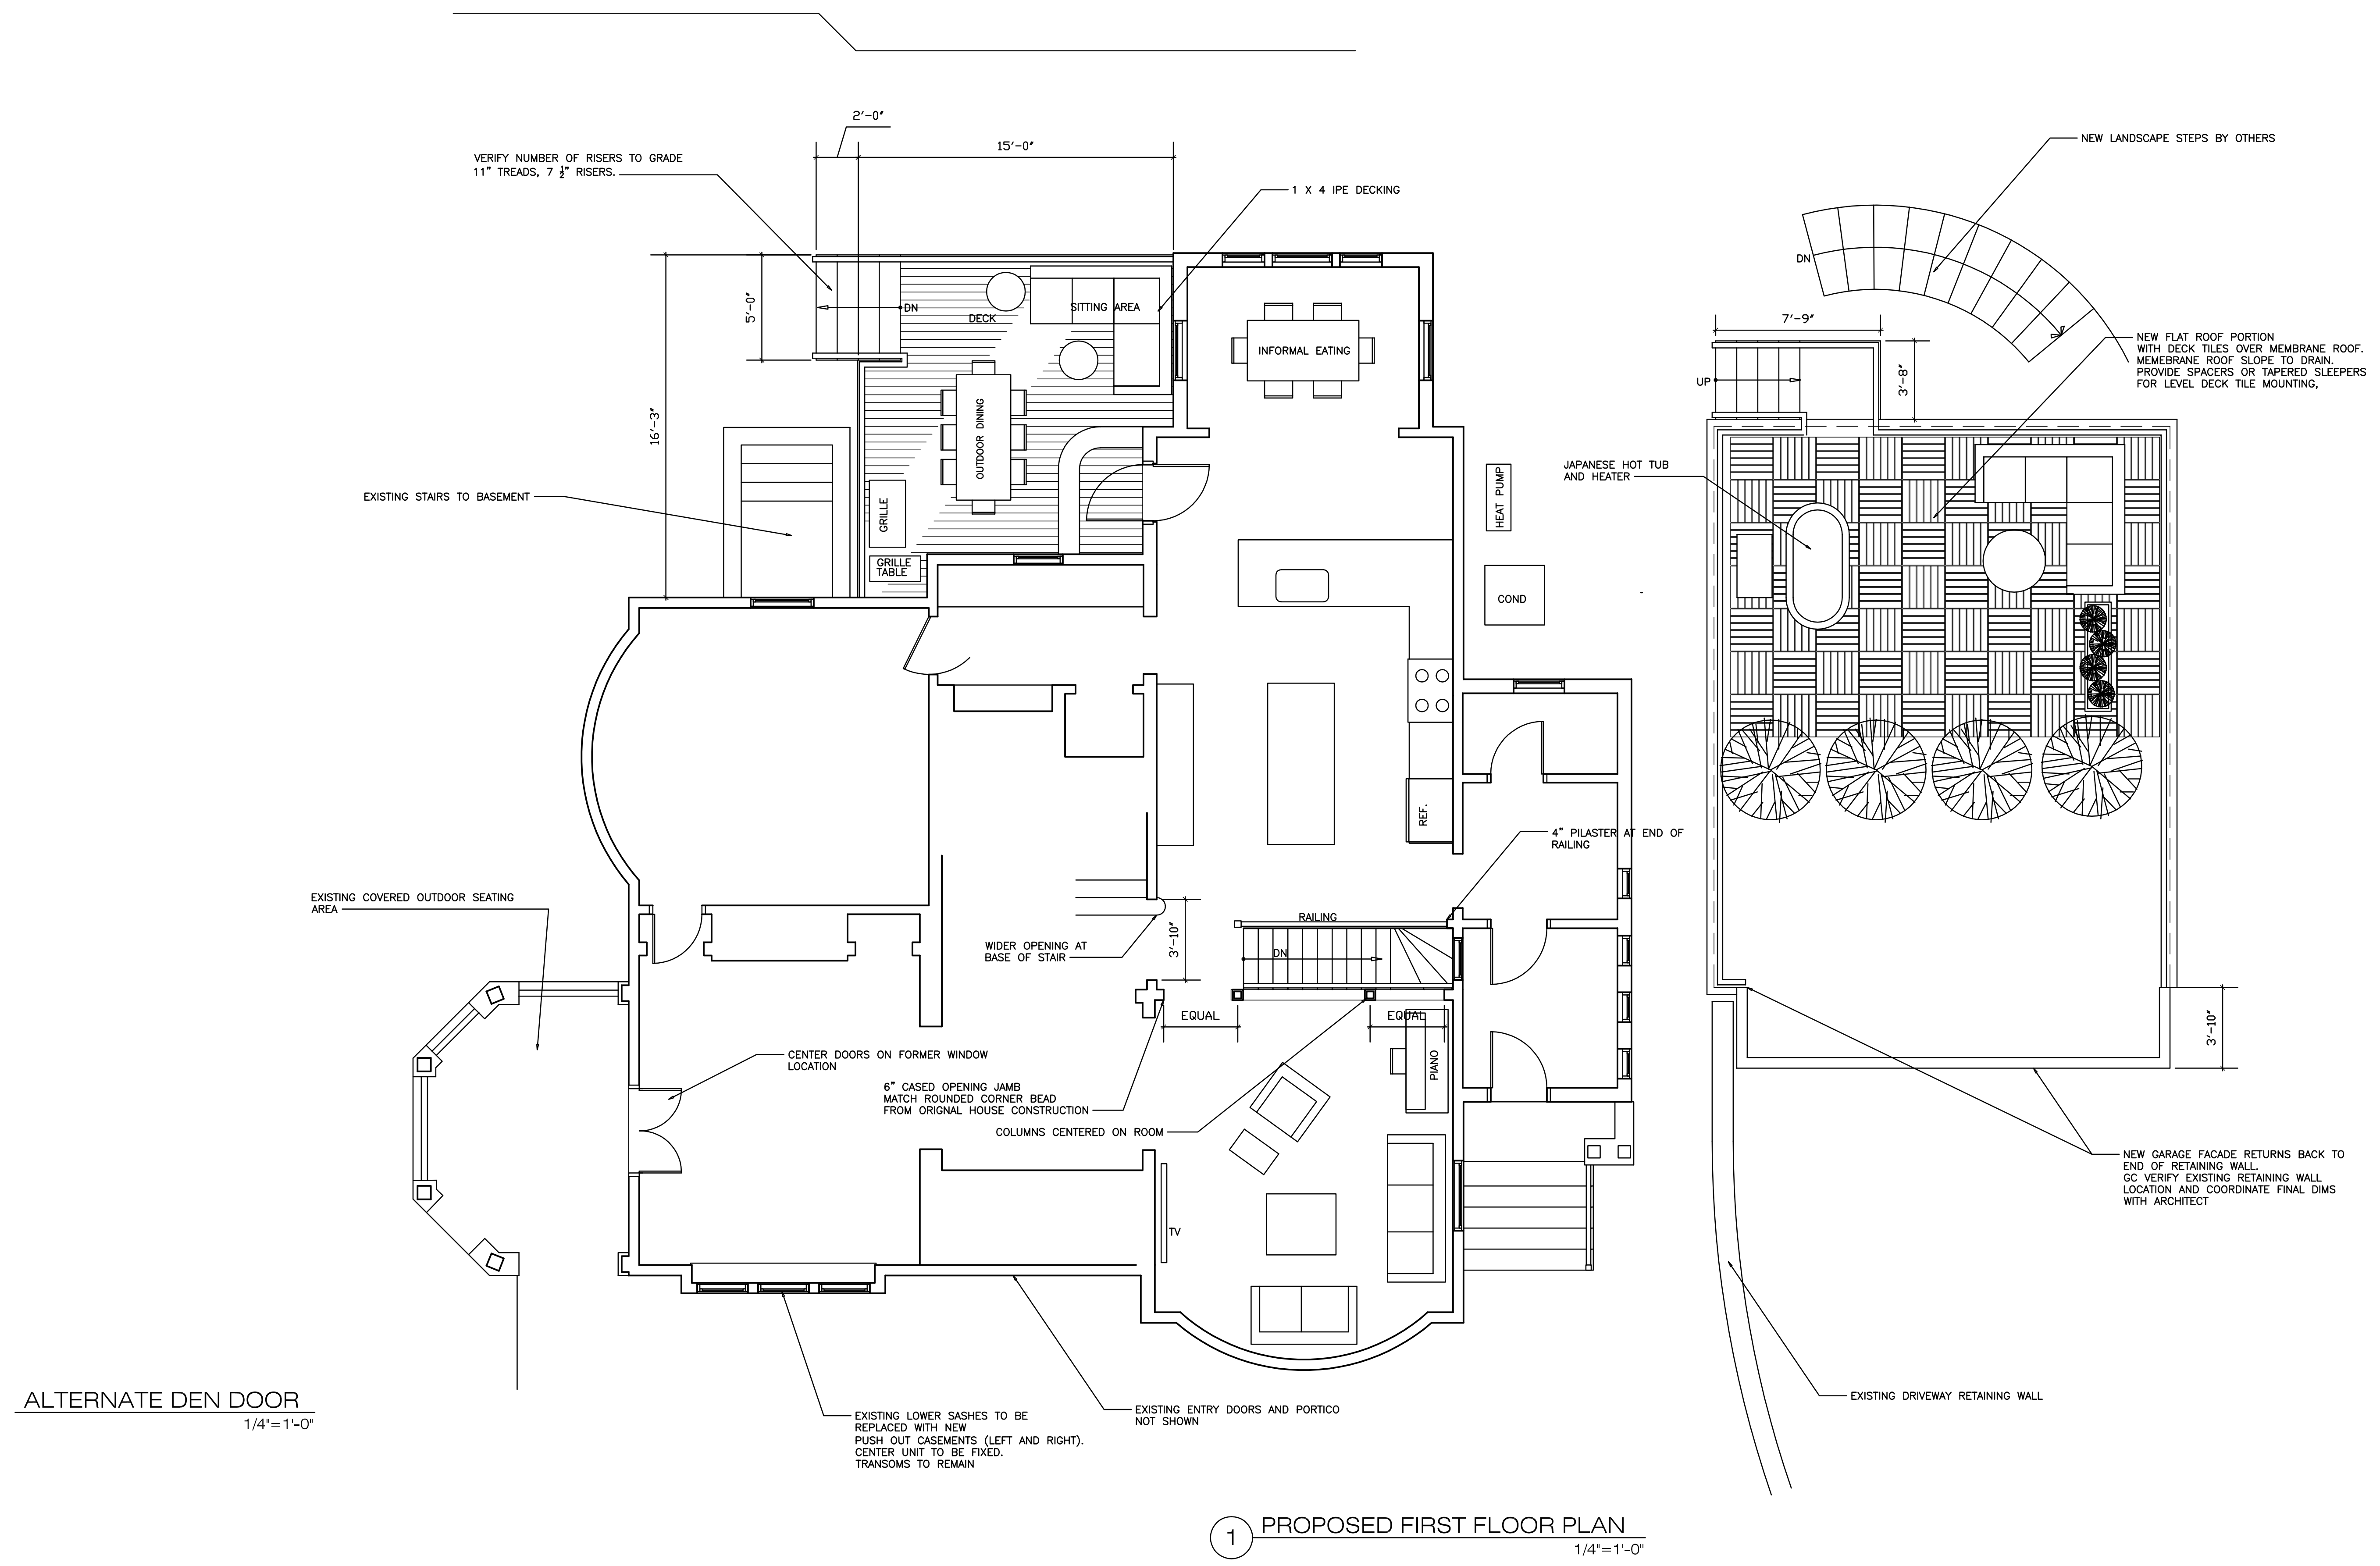 2'-0"
15'-0"
VERIFY NUMBER OF RISERS TO GRADE
11" TREADS, 7 1/2" RISERS.
1 X 4 IPE DECKING
NEW LANDSCAPE STEPS BY OTHERS
DN
5'-0"
DN
DECK
SITTING AREA
INFORMAL EATING
7'-9"
NEW FLAT ROOF PORTION
WITH DECK TILES OVER MEMBRANE ROOF.
MEMEBRANE ROOF SLOPE TO DRAIN.
PROVIDE SPACERS OR TAPERED SLEEPERS
FOR LEVEL DECK TILE MOUNTING,
UP
3'-8"
16'-3"
OUTDOOR DINING
EXISTING STAIRS TO BASEMENT
GRILLE
GRILLE
TABLE
HEAT PUMP
JAPANESE HOT TUB
AND HEATER
COND
REF.
4" PILASTER AT END OF
RAILING
EXISTING COVERED OUTDOOR SEATING
AREA
RAILING
WIDER OPENING AT
BASE OF STAIR
3'-10"
DN
EQUAL
EQUAL
PIANO
3'-10"
CENTER DOORS ON FORMER WINDOW
LOCATION
6" CASED OPENING JAMB
MATCH ROUNDED CORNER BEAD
FROM ORIGNAL HOUSE CONSTRUCTION
COLUMNS CENTERED ON ROOM
TV
NEW GARAGE FACADE RETURNS BACK TO
END OF RETAINING WALL.
GC VERIFY EXISTING RETAINING WALL
LOCATION AND COORDINATE FINAL DIMS
WITH ARCHITECT
EXISTING DRIVEWAY RETAINING WALL
ALTERNATE DEN DOOR
1/4"=1'-0"
EXISTING LOWER SASHES TO BE
REPLACED WITH NEW
PUSH OUT CASEMENTS (LEFT AND RIGHT).
CENTER UNIT TO BE FIXED.
TRANSOMS TO REMAIN
EXISTING ENTRY DOORS AND PORTICO
NOT SHOWN
1
PROPOSED FIRST FLOOR PLAN
1/4"=1'-0"